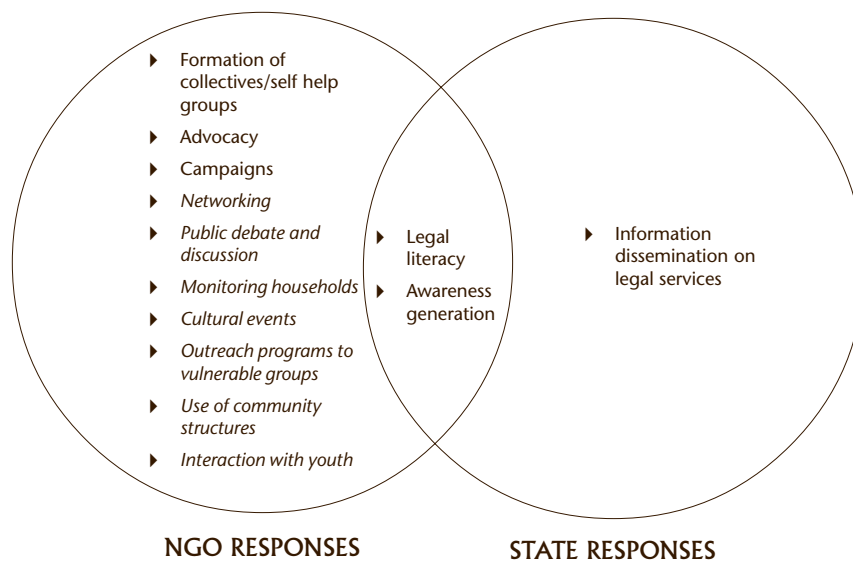 Formation of
collectives/self help
groups
Advocacy
Campaigns
Networking
Public debate and
discussion
Monitoring households
Cultural events
Outreach programs to
vulnerable groups
Use of community
structures
Interaction with youth
Legal
literacy
Awareness
generation
Information
dissemination on
legal services
NGO RESPONSES
STATE RESPONSES